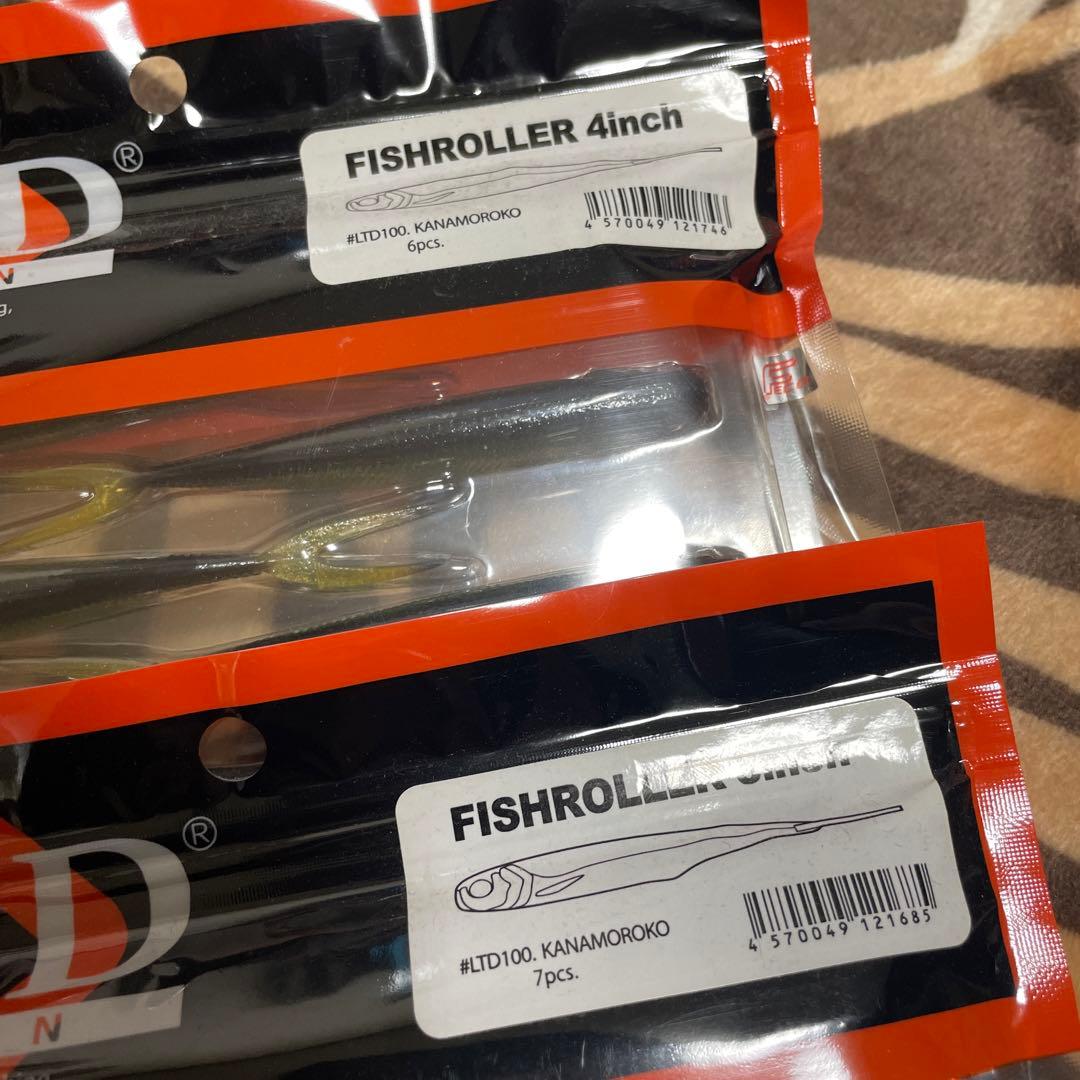 D®
N
g,
FISHROLLER 4inch
#LTD100. KANAMOROKO
6pcs.
4 570049 121746
D®
N
FISHROLLER
#LTD100. KANAMOROKO
7pcs.
4 570049 121685